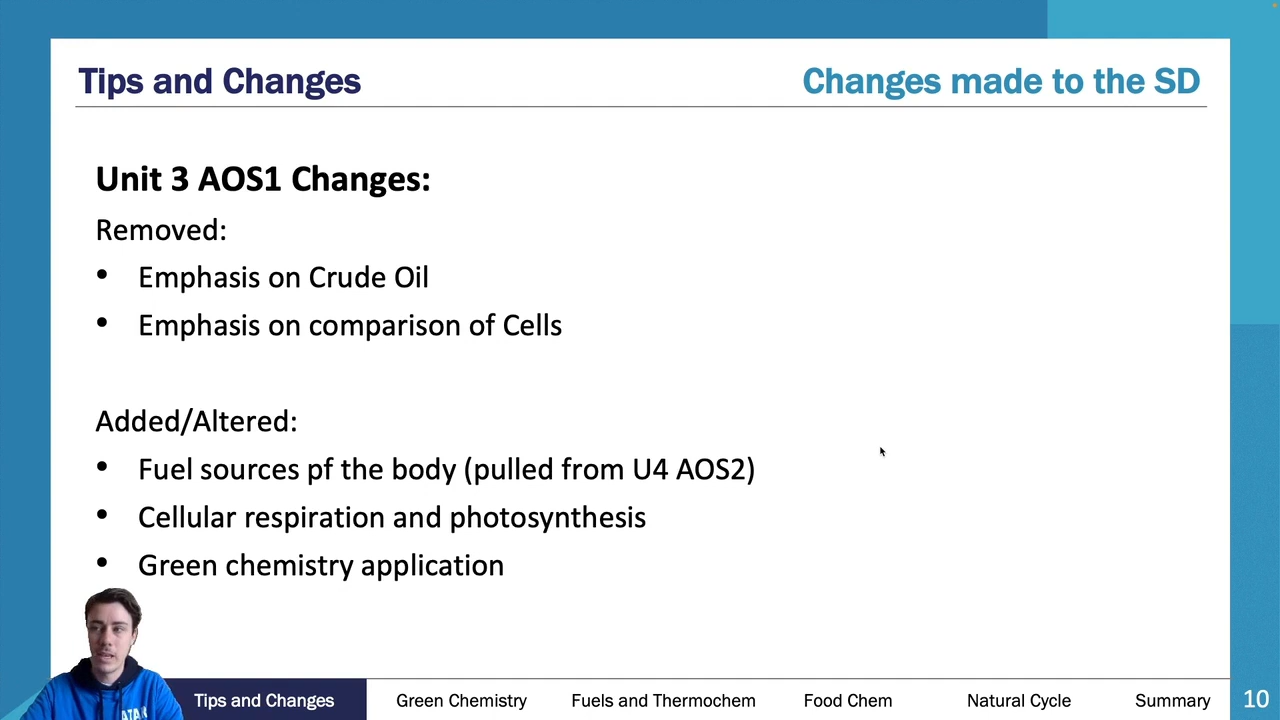 Tips and Changes
Changes made to the SD
Unit 3 AOS1 Changes:
Removed:
• Emphasis on Crude Oil
• Emphasis on comparison of Cells
Added/Altered:
• Fuel sources pf the body (pulled from U4 AOS2)
• Cellular respiration and photosynthesis
• Green chemistry application
Tips and Changes
Green Chemistry
Fuels and Thermochem
Food Chem
Natural Cycle
Summary
10